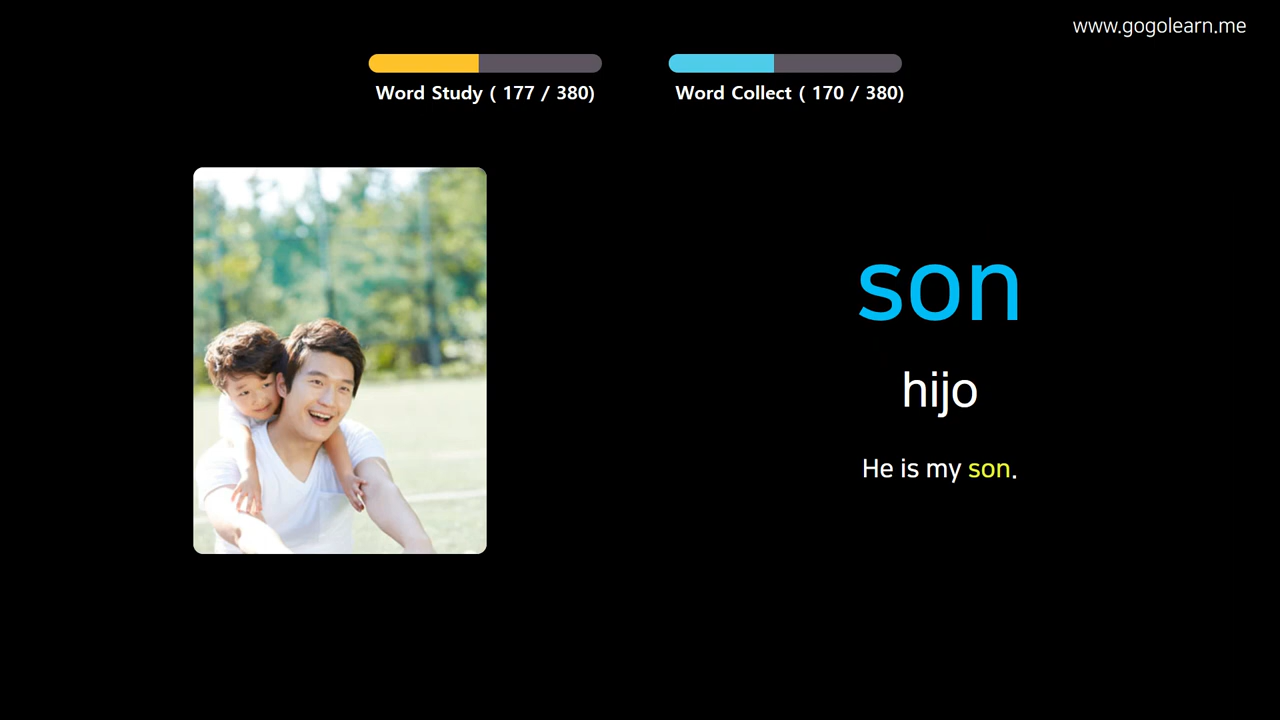 www.gogolearn.me
Word Study ( 177 / 380)
Word Collect ( 170 / 380)
son
hijo
He is my son.